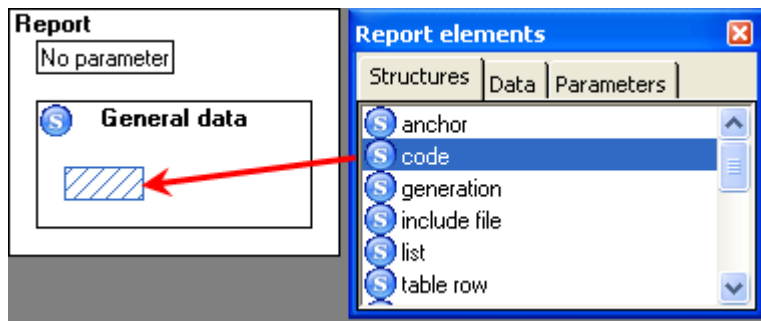 Report
No parameter
S General data
Report elements
Structures Data Parameters
S anchor
S code
S generation
S include file
S list
S table row